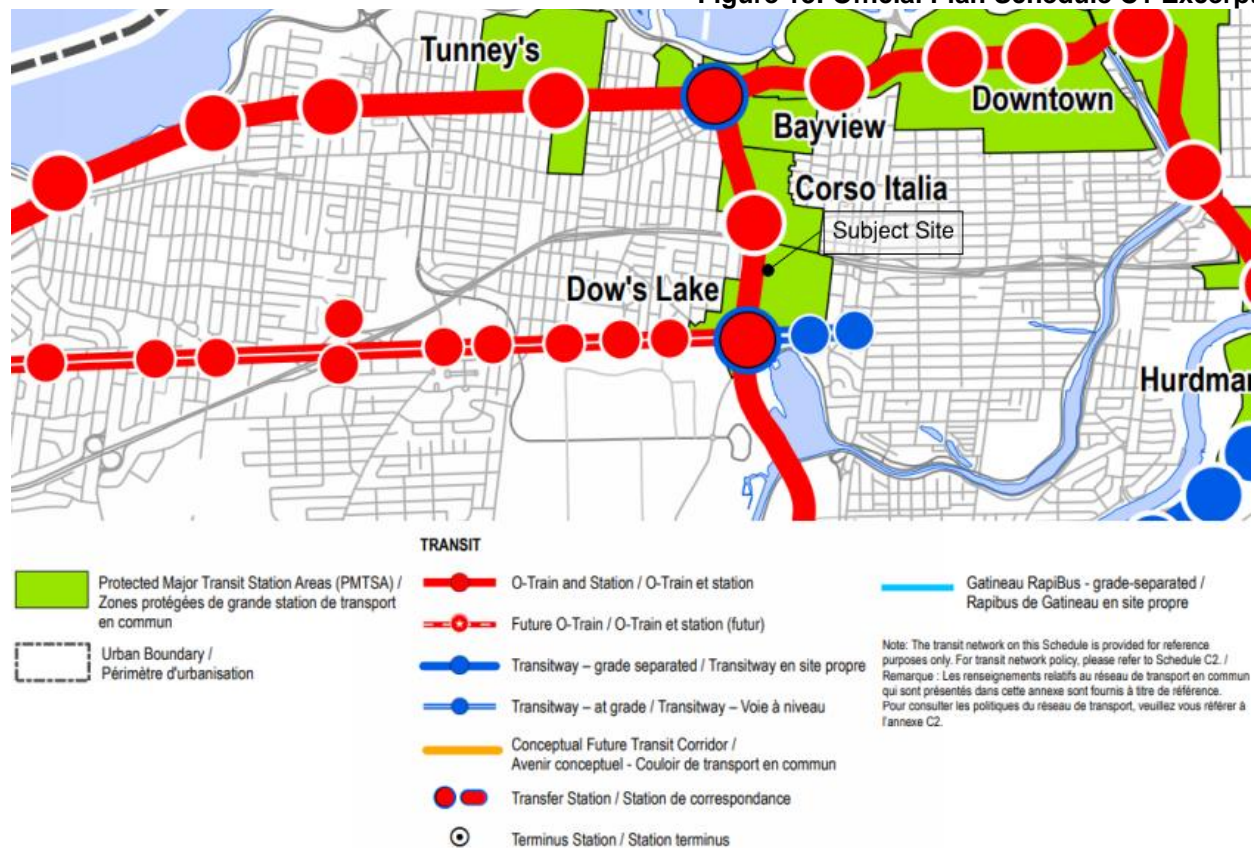 Figure 18: Official Plan Schedule C1 Excerp
Tunney's
Downtown
Bayview
Corso Italia
Subject Site
Dow's Lake
Hurdma
TRANSIT
Protected Major Transit Station Areas (PMTSA) /
Zones protégées de grande station de transport
en commun
Urban Boundary /
Périmètre d'urbanisation
O-Train and Station / O-Train et station
Future O-Train / O-Train et station (futur)
Transitway – grade separated / Transitway en site propre
Transitway – at grade / Transitway – Voie à niveau
Conceptual Future Transit Corridor /
Avenir conceptuel - Couloir de transport en commun
Transfer Station / Station de correspondance
Terminus Station / Station terminus
Gatineau RapiBus - grade-separated /
Rapibus de Gatineau en site propre
Note: The transit network on this Schedule is provided for reference
purposes only. For transit network policy, please refer to Schedule C2. /
Remarque : Les renseignements relatifs au réseau de transport en commun
qui sont présentés dans cette annexe sont fournis à titre de référence.
Pour consulter les politiques du réseau de transport, veuillez vous référer à
l'annexe C2.